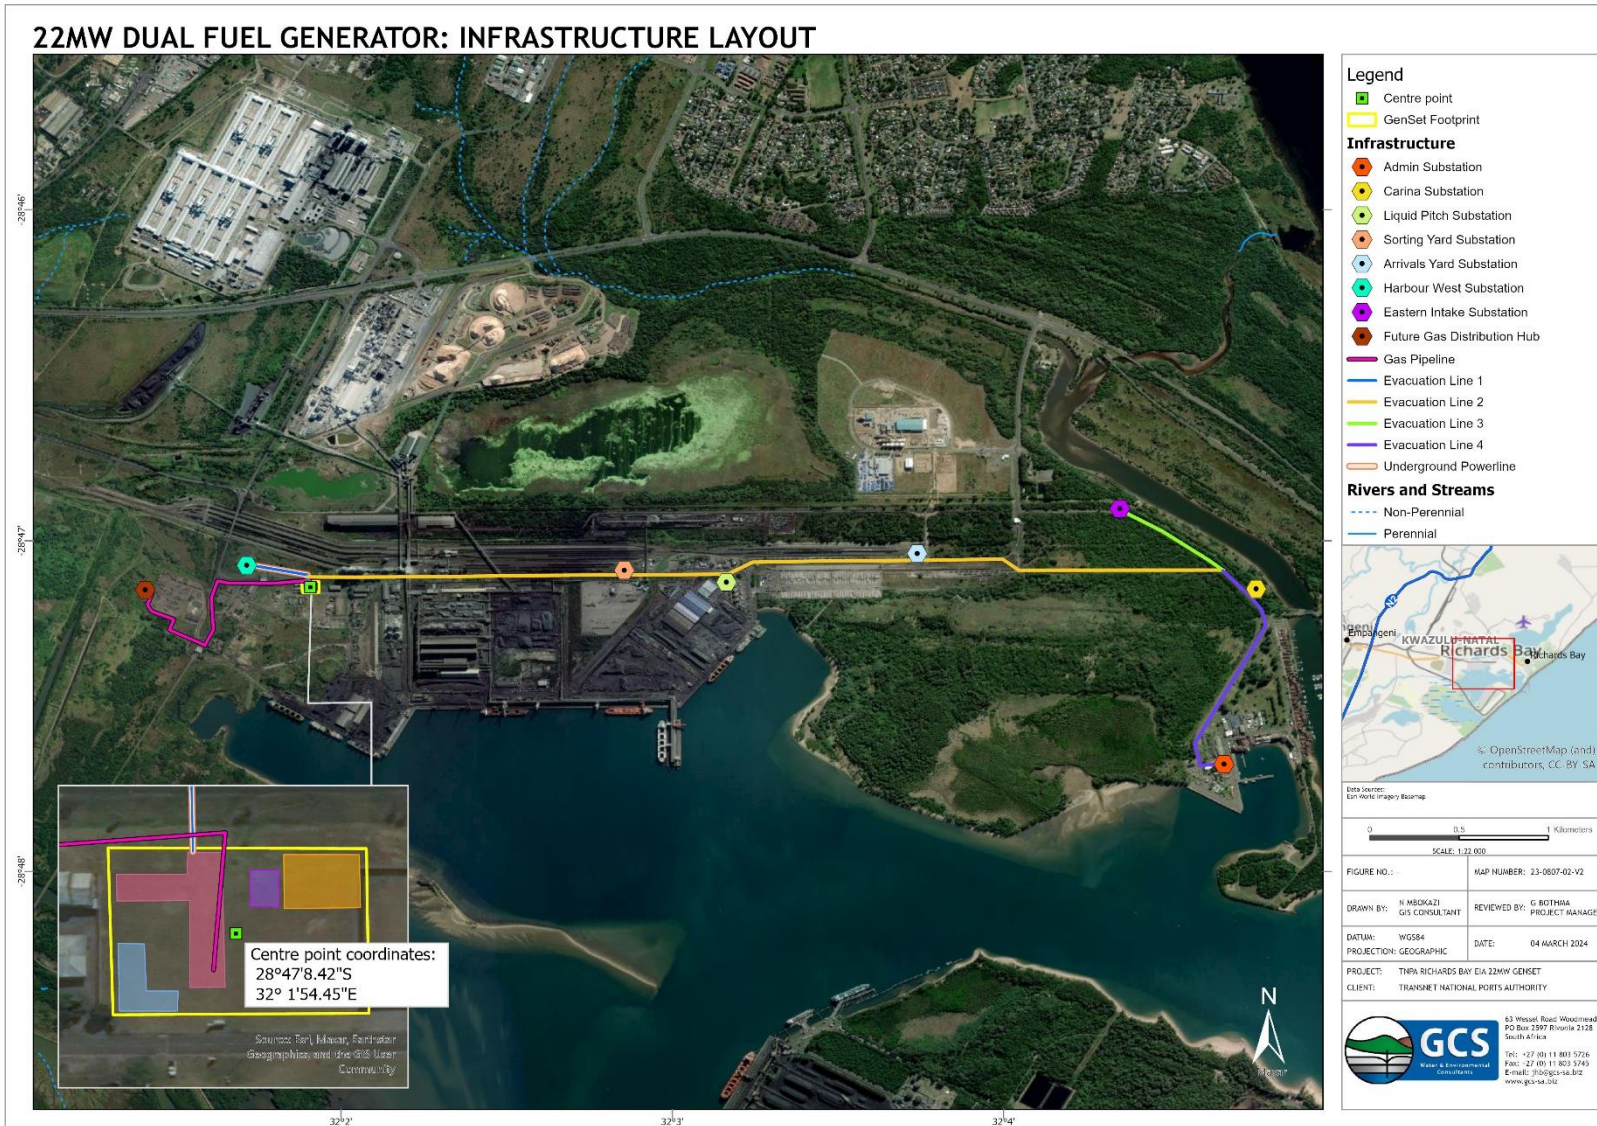 22MW DUAL FUEL GENERATOR: INFRASTRUCTURE LAYOUT
-28°46'
-28°47'
-28°48'
32°2'
32°3'
32°4'
Centre point coordinates:
28°47'8.42"S
32° 1'54.45"E
Source: Esri, Maxar, Earthstar
Geographics, and the GIS User
Community
N
Maxar
Legend
Centre point
GenSet Footprint
Infrastructure
Admin Substation
Carina Substation
Liquid Pitch Substation
Sorting Yard Substation
Arrivals Yard Substation
Harbour West Substation
Eastern Intake Substation
Future Gas Distribution Hub
Gas Pipeline
Evacuation Line 1
Evacuation Line 2
Evacuation Line 3
Evacuation Line 4
Underground Powerline
Rivers and Streams
Non-Perennial
Perennial
N2
ngeni
Empangeni
KWAZULU-NATAL
Richards Bay
Richards Bay
© OpenStreetMap (and)
contributors, CC-BY-SA
Data Sources:
Esri World Imagery Basemap
0 0.5 1 Kilometers
SCALE: 1:22 000
FIGURE NO.: -
MAP NUMBER: 23-0807-02-V2
DRAWN BY: N MBOKAZI
GIS CONSULTANT
REVIEWED BY: G BOTHMA
PROJECT MANAGE
DATUM: WGS84
PROJECTION: GEOGRAPHIC
DATE: 04 MARCH 2024
PROJECT: TNPA RICHARDS BAY EIA 22MW GENSET
CLIENT: TRANSNET NATIONAL PORTS AUTHORITY
GCS
Water & Environmental
Consultants
63 Wessel Road Woodmead
PO Box 2597 Rivonia 2128
South Africa
Tel: +27 (0) 11 803 5726
Fax: +27 (0) 11 803 5745
E-mail: jhb@gcs-sa.biz
www.gcs-sa.biz